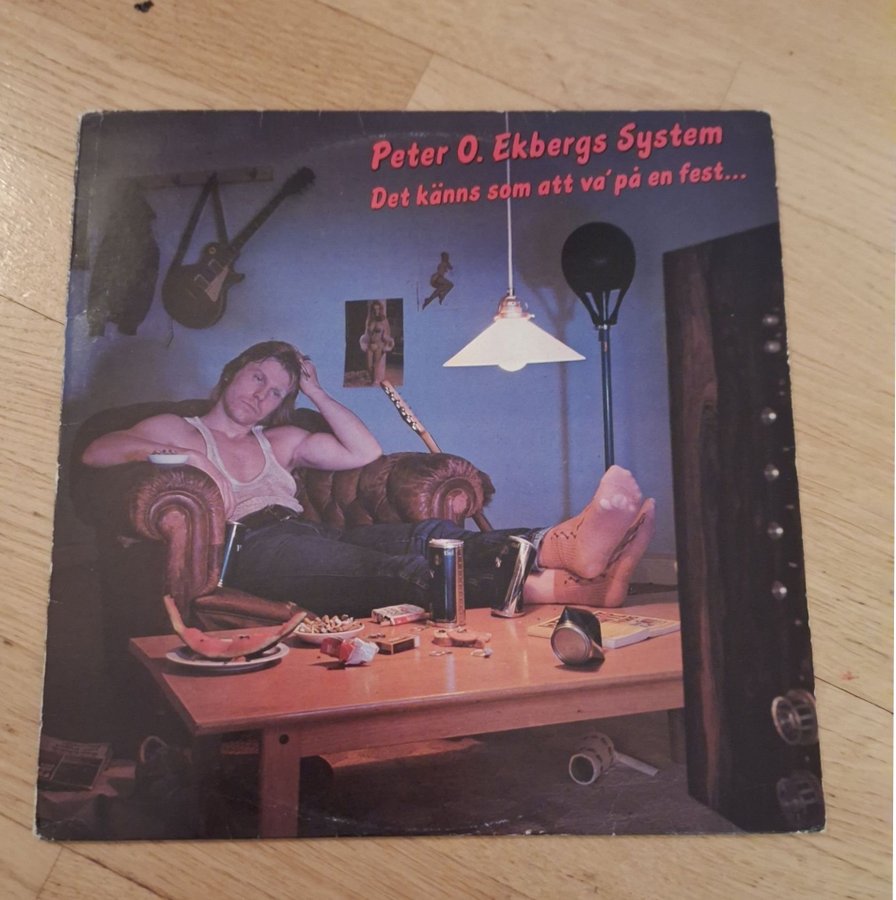 Peter O. Ekbergs System
Det känns som att va' på en fest...